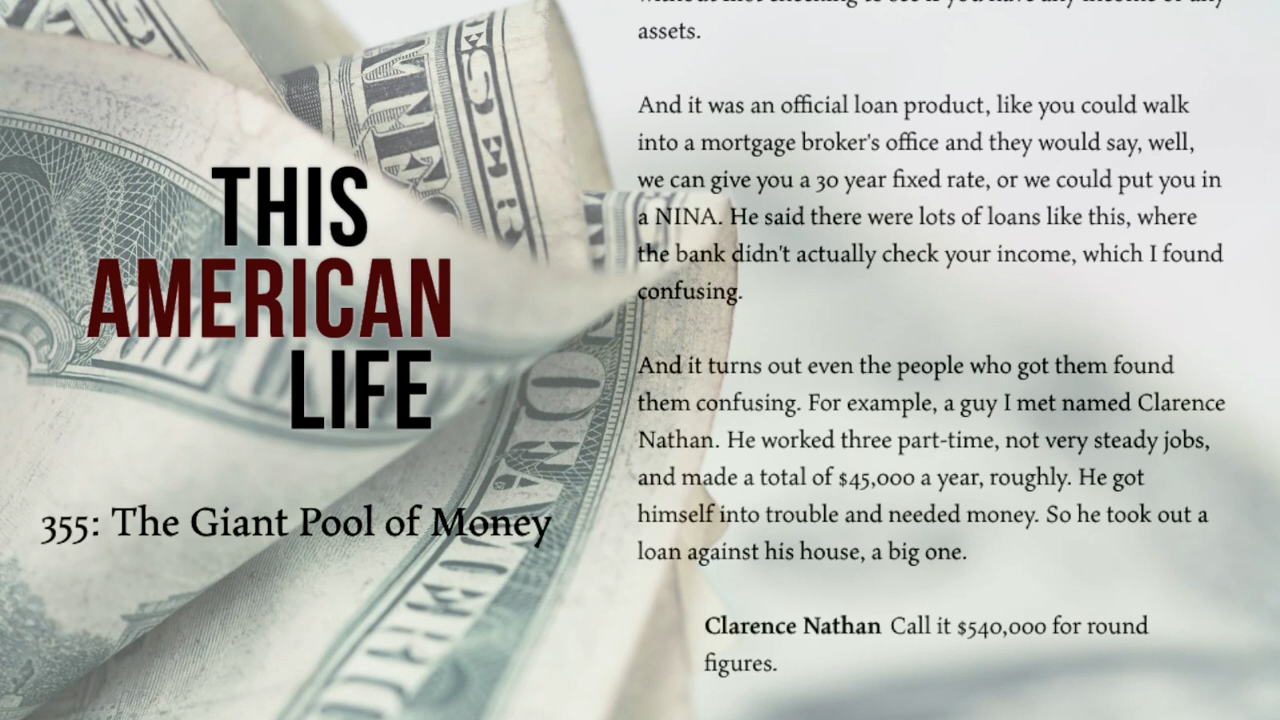 THIS
AMERICAN
LIFE
355: The Giant Pool of Money
assets.
And it was an official loan product, like you could walk
into a mortgage broker's office and they would say, well,
we can give you a 30 year fixed rate, or we could put you in
a NINA. He said there were lots of loans like this, where
the bank didn't actually check your income, which I found
confusing.
And it turns out even the people who got them found
them confusing. For example, a guy I met named Clarence
Nathan. He worked three part-time, not very steady jobs,
and made a total of $45,000 a year, roughly. He got
himself into trouble and needed money. So he took out a
loan against his house, a big one.
Clarence Nathan Call it $540,000 for round
figures.